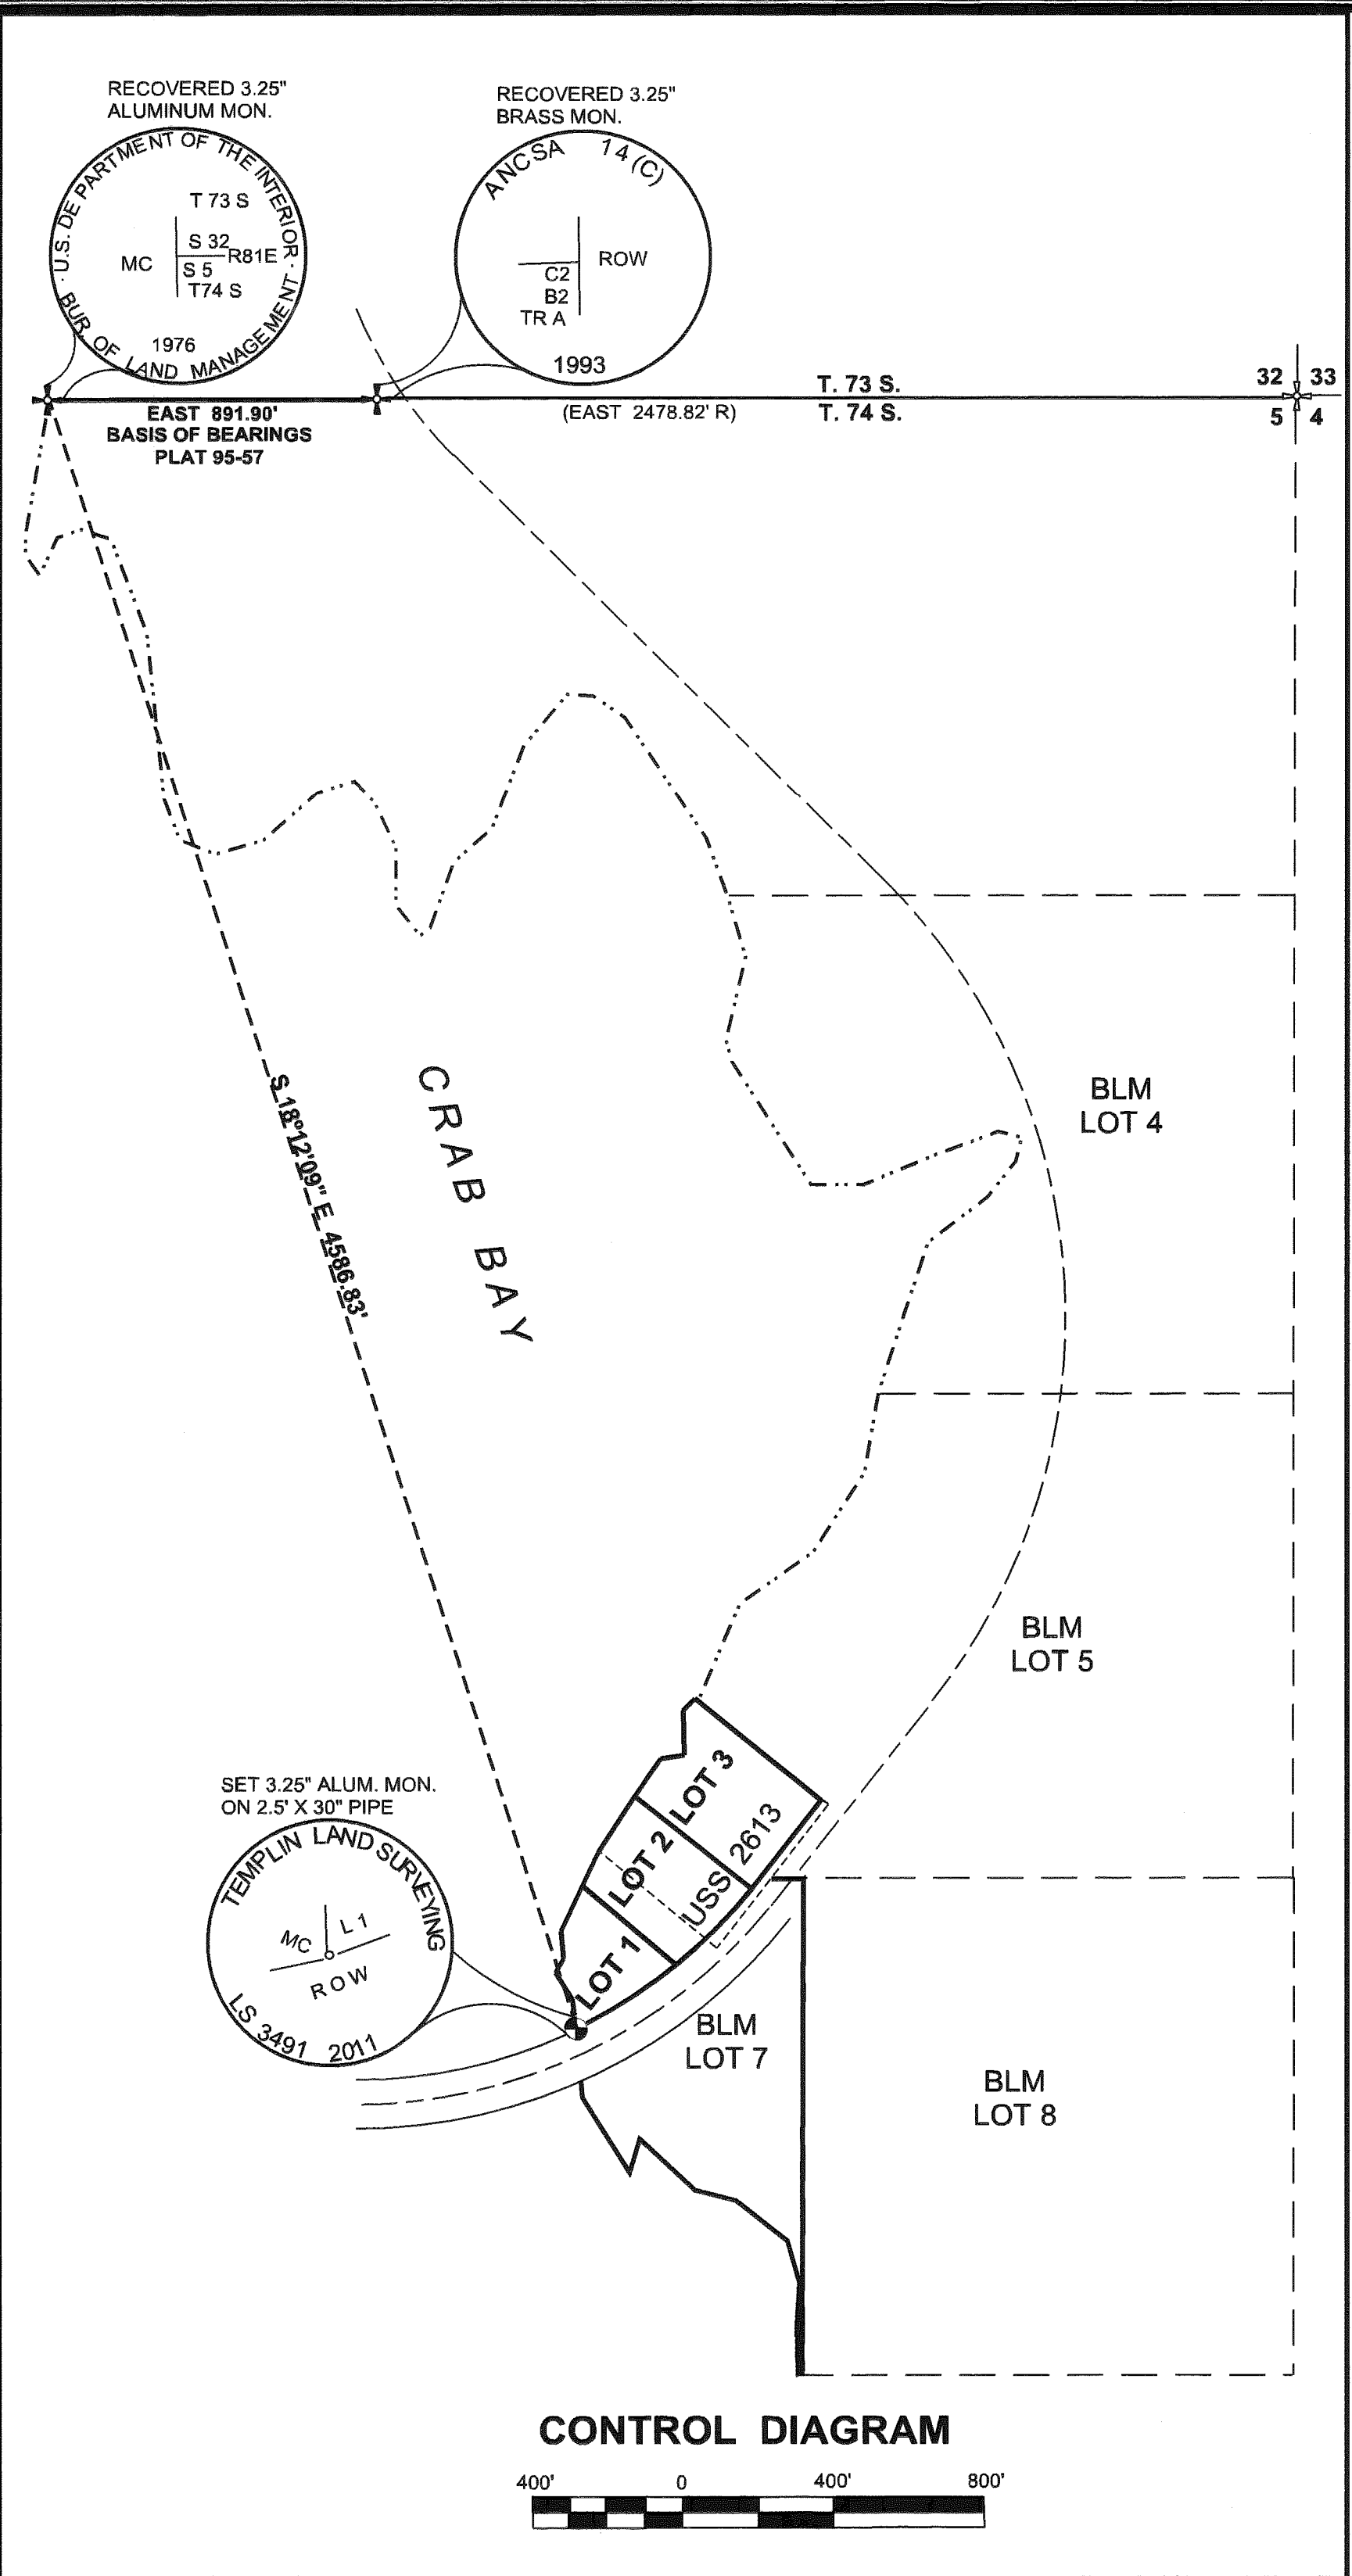 RECOVERED 3.25"
ALUMINUM MON.
U.S. DEPARTMENT OF THE INTERIOR
T 73 S
MC
S 32
R81E
S 5
T74 S
1976
BUR. OF LAND MANAGEMENT
RECOVERED 3.25"
BRASS MON.
ANCSA 14 (C)
ROW
C2
B2
TR A
1993
EAST 891.90'
BASIS OF BEARINGS
PLAT 95-57
(EAST 2478.82' R)
T. 73 S.
T. 74 S.
32 33
5 4
S 18°12'09" E 4586.83'
CRAB BAY
BLM
LOT 4
BLM
LOT 5
LOT 3
LOT 2
USS 2613
LOT 1
SET 3.25" ALUM. MON.
ON 2.5' X 30" PIPE
TEMPLIN LAND SURVEYING
MC L 1
ROW
LS 3491 2011
BLM
LOT 7
BLM
LOT 8
CONTROL DIAGRAM
400' 0 400' 800'